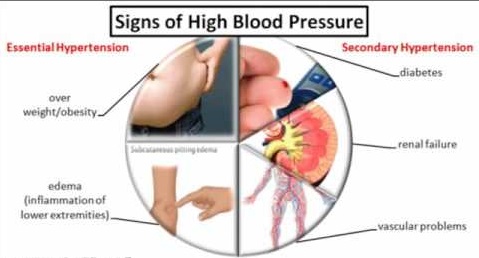 Signs of High Blood Pressure
Essential Hypertension
Secondary Hypertension
over
weight/obesity
diabetes
Subcutaneous pitting edema
renal failure
edema
(inflammation of
lower extremities)
vascular problems